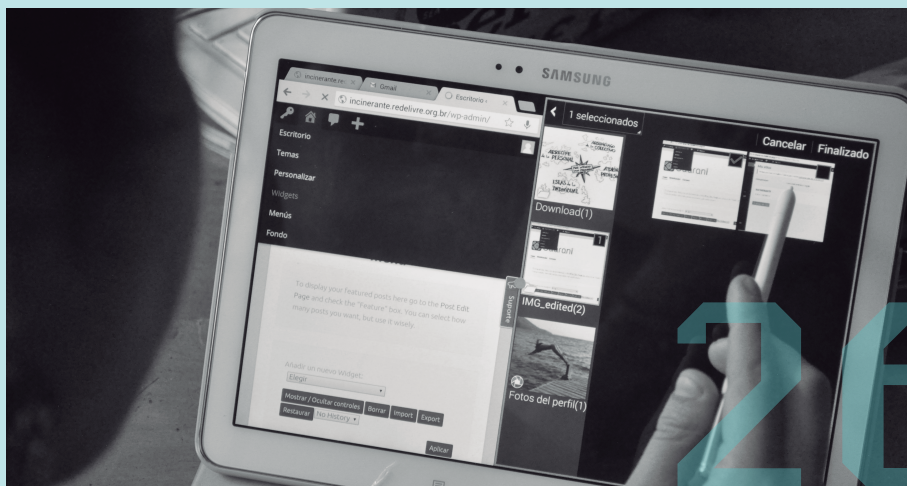 SAMSUNG
incinerante.re
Gmail
Escritorio ‹
incinerante.redelivre.org.br/wp-admin/
Escritorio
Temas
Personalizar
Widgets
Menús
Fondo
To display your featured posts here go to the Post Edit
Page and check the "Feature" box. You can select how
many posts you want, but use it wisely.
Suporte
Añadir un nuevo Widget:
Elegir
Mostrar / Ocultar controles Borrar Import Export
Restaurar No History
Aplicar
1 seleccionados
Cancelar Finalizado
Download(1)
1
IMG_edited(2)
Fotos del perfil(1)
26